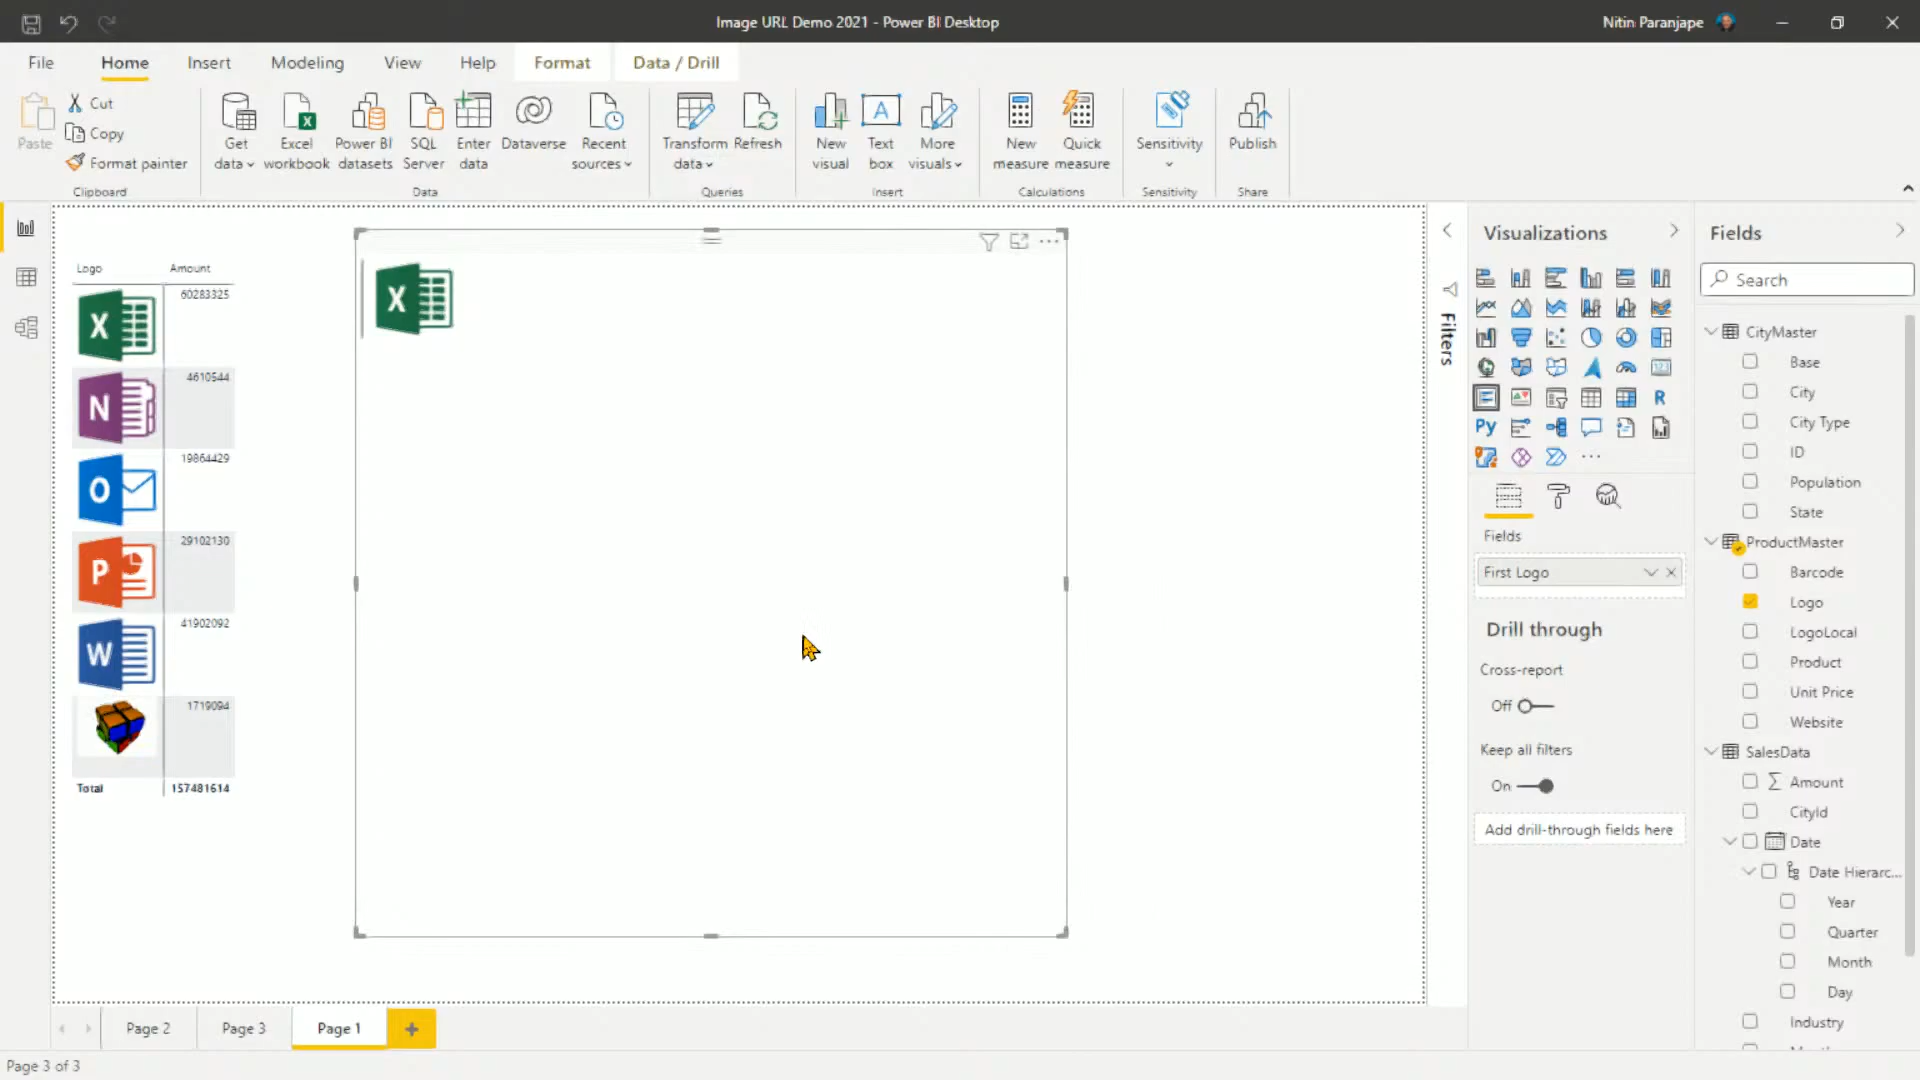 Image URL Demo 2021 - Power BI Desktop
Nitin Paranjape
File
Home
Insert
Modeling
View
Help
Format
Data / Drill
Paste
Cut
Copy
Format painter
Clipboard
Get data
Excel workbook
Power BI datasets
SQL Server
Enter data
Dataverse
Recent sources
Data
Transform data
Refresh
Queries
New visual
Text box
More visuals
Insert
New measure
Quick measure
Calculations
Sensitivity
Sensitivity
Publish
Share
Logo Amount
X 60283325
N 4610544
O 19864429
P 29102130
W 41902092
1719094
Total 157481614
X
Filters
Visualizations
R
Py
Fields
First Logo
Drill through
Cross-report
Off
Keep all filters
On
Add drill-through fields here
Fields
Search
CityMaster
Base
City
City Type
ID
Population
State
ProductMaster
Barcode
Logo
LogoLocal
Product
Unit Price
Website
SalesData
Amount
CityId
Date
Date Hierarc...
Year
Quarter
Month
Day
Industry
Page 2
Page 3
Page 1
Page 3 of 3